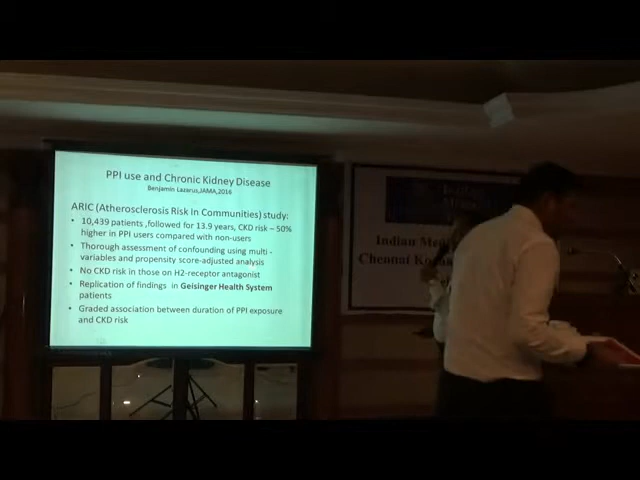 PPI use and Chronic Kidney Disease
Benjamin Lazarus,JAMA,2016
ARIC (Atherosclerosis Risk In Communities) study:
• 10,439 patients ,followed for 13.9 years, CKD risk – 50%
higher in PPI users compared with non-users
• Thorough assessment of confounding using multi -
variables and propensity score-adjusted analysis
• No CKD risk in those on H2-receptor antagonist
• Replication of findings in Geisinger Health System
patients
• Graded association between duration of PPI exposure
and CKD risk
Indian Med
Chennai